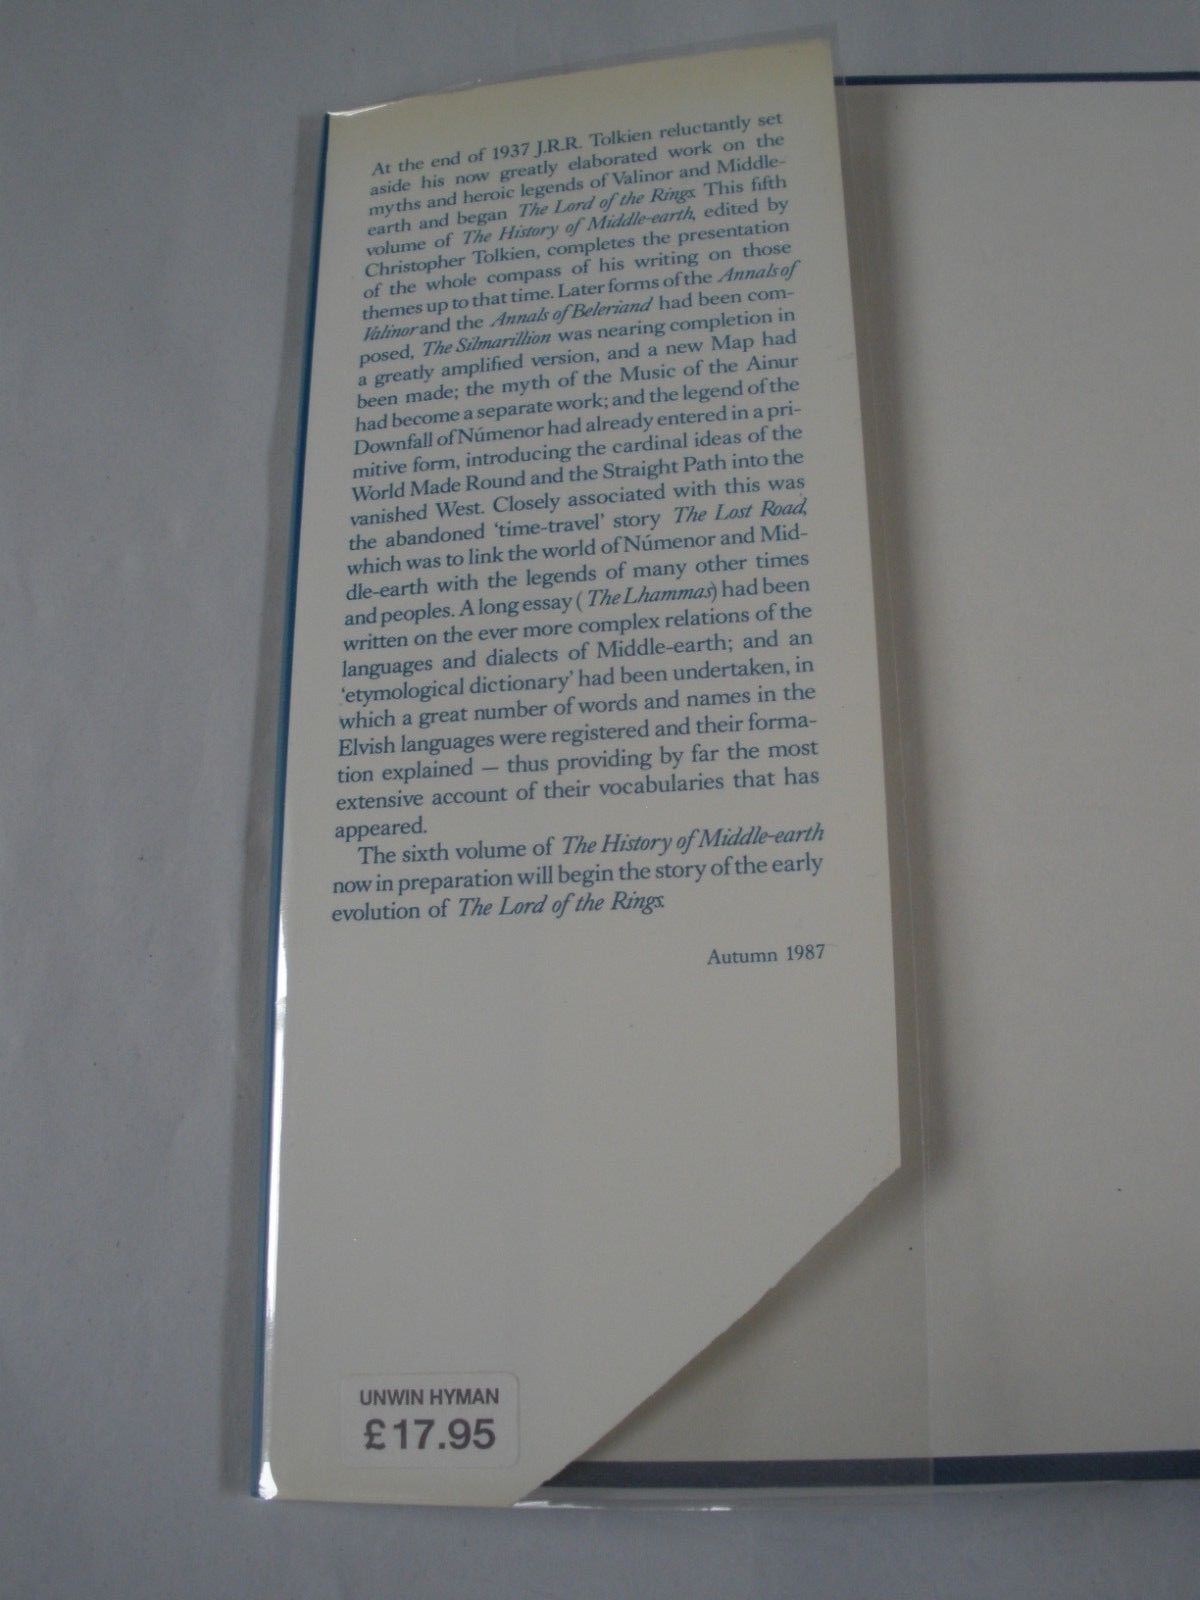 At the end of 1937 J.R.R. Tolkien reluctantly set
aside his now greatly elaborated work on the
myths and heroic legends of Valinor and Middle-
earth and began The Lord of the Rings. This fifth
volume of The History of Middle-earth, edited by
Christopher Tolkien, completes the presentation
of the whole compass of his writing on those
themes up to that time. Later forms of the Annals of
Valinor and the Annals of Beleriand had been com-
posed, The Silmarillion was nearing completion in
a greatly amplified version, and a new Map had
been made; the myth of the Music of the Ainur
had become a separate work; and the legend of the
Downfall of Númenor had already entered in a pri-
mitive form, introducing the cardinal ideas of the
World Made Round and the Straight Path into the
vanished West. Closely associated with this was
the abandoned 'time-travel' story The Lost Road,
which was to link the world of Númenor and Mid-
dle-earth with the legends of many other times
and peoples. A long essay (The Lhammas) had been
written on the ever more complex relations of the
languages and dialects of Middle-earth; and an
'etymological dictionary' had been undertaken, in
which a great number of words and names in the
Elvish languages were registered and their forma-
tion explained — thus providing by far the most
extensive account of their vocabularies that has
appeared.
The sixth volume of The History of Middle-earth
now in preparation will begin the story of the early
evolution of The Lord of the Rings.
Autumn 1987
UNWIN HYMAN
£17.95